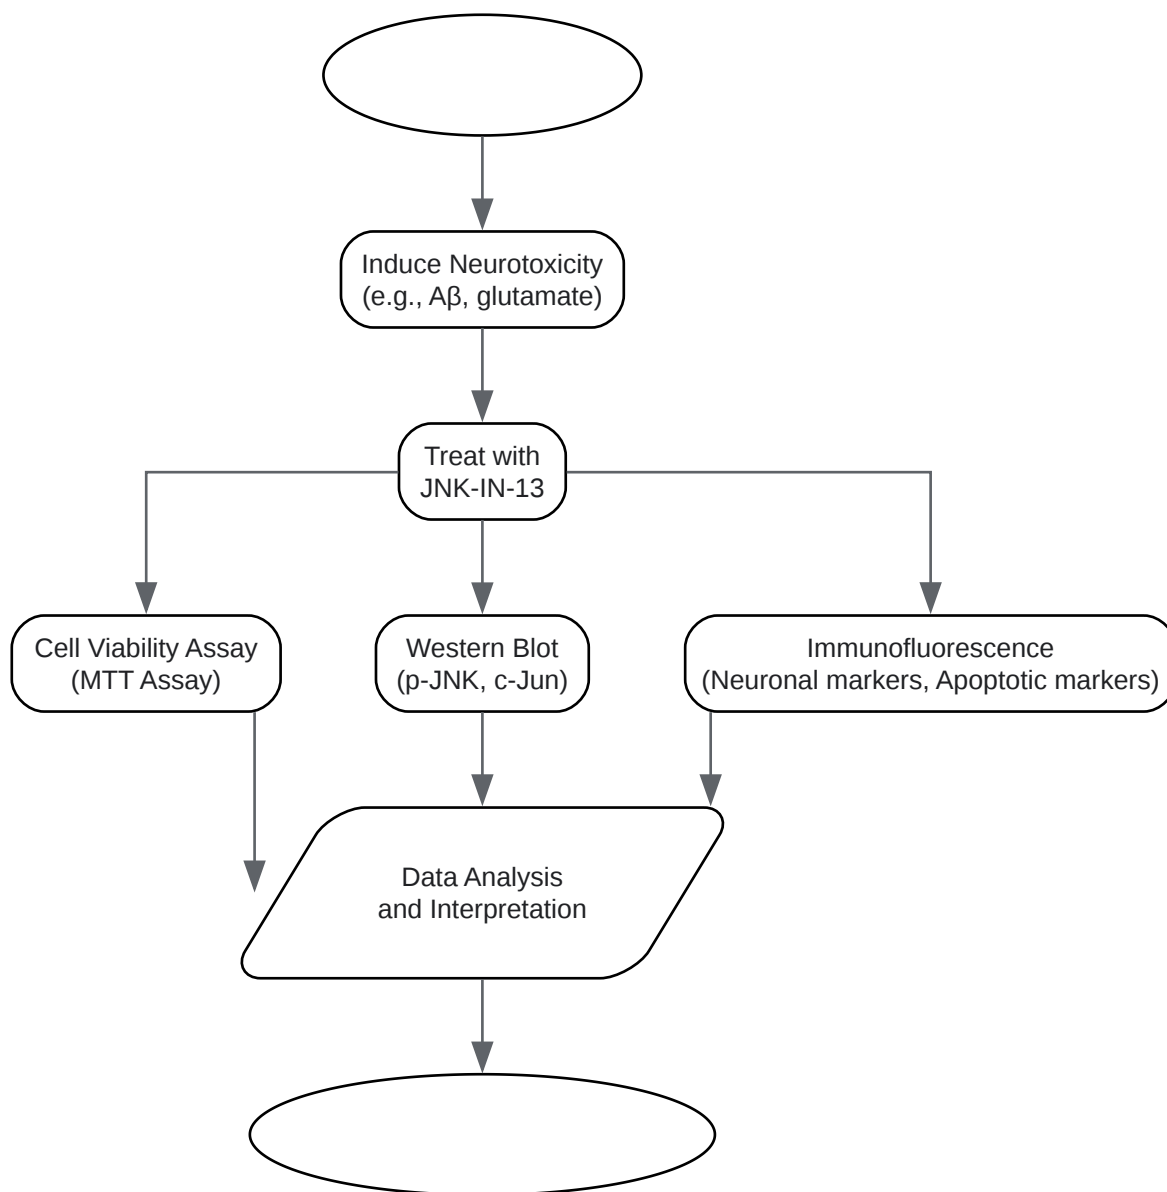 Induce Neurotoxicity
(e.g., Aβ, glutamate)
Treat with
JNK-IN-13
Cell Viability Assay
(MTT Assay)
Western Blot
(p-JNK, c-Jun)
Immunofluorescence
(Neuronal markers, Apoptotic markers)
Data Analysis
and Interpretation